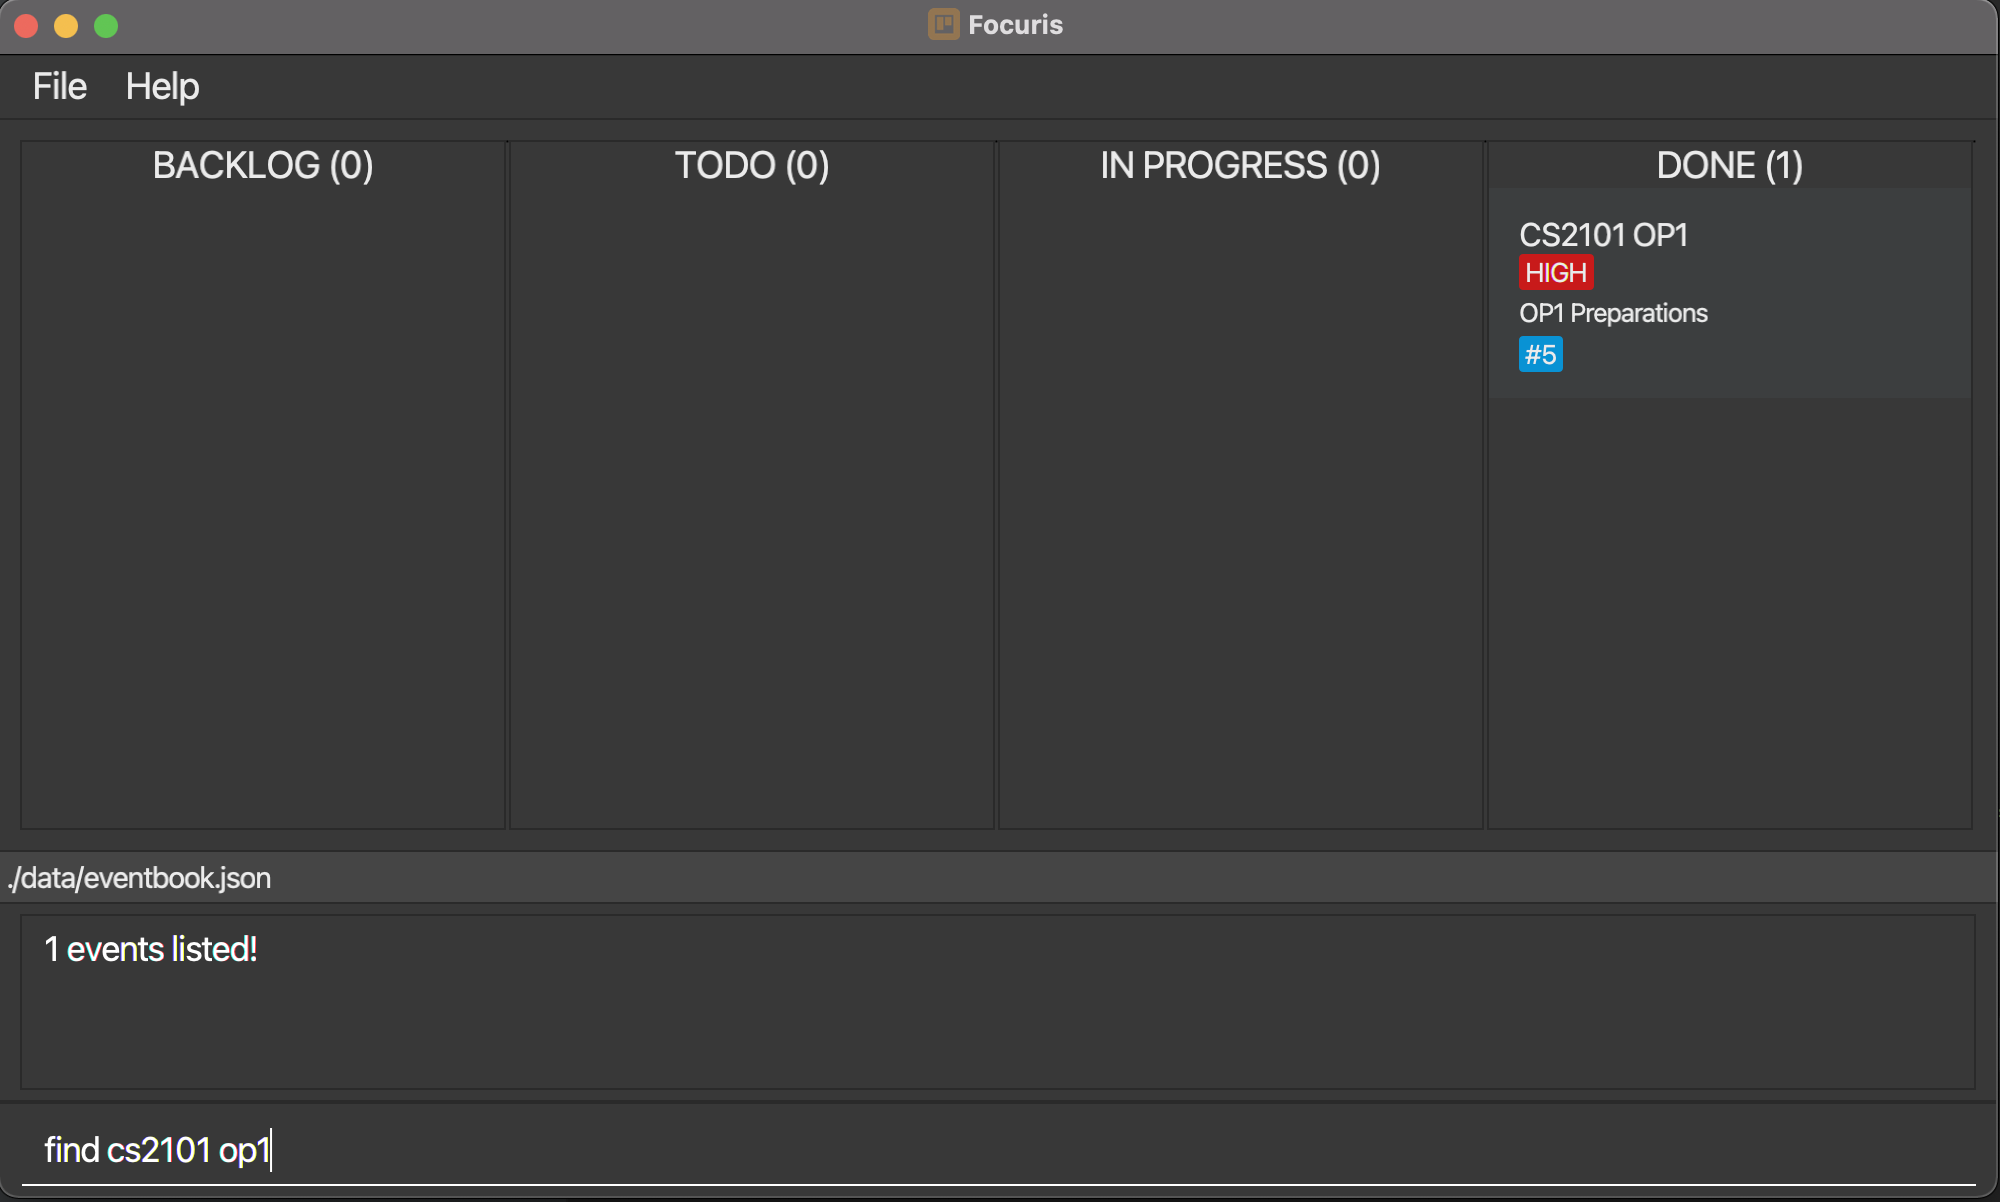 Focuris
File Help
BACKLOG (0)
TODO (0)
IN PROGRESS (0)
DONE (1)
CS2101 OP1
HIGH
OP1 Preparations
#5
./data/eventbook.json
1 events listed!
find cs2101 op1